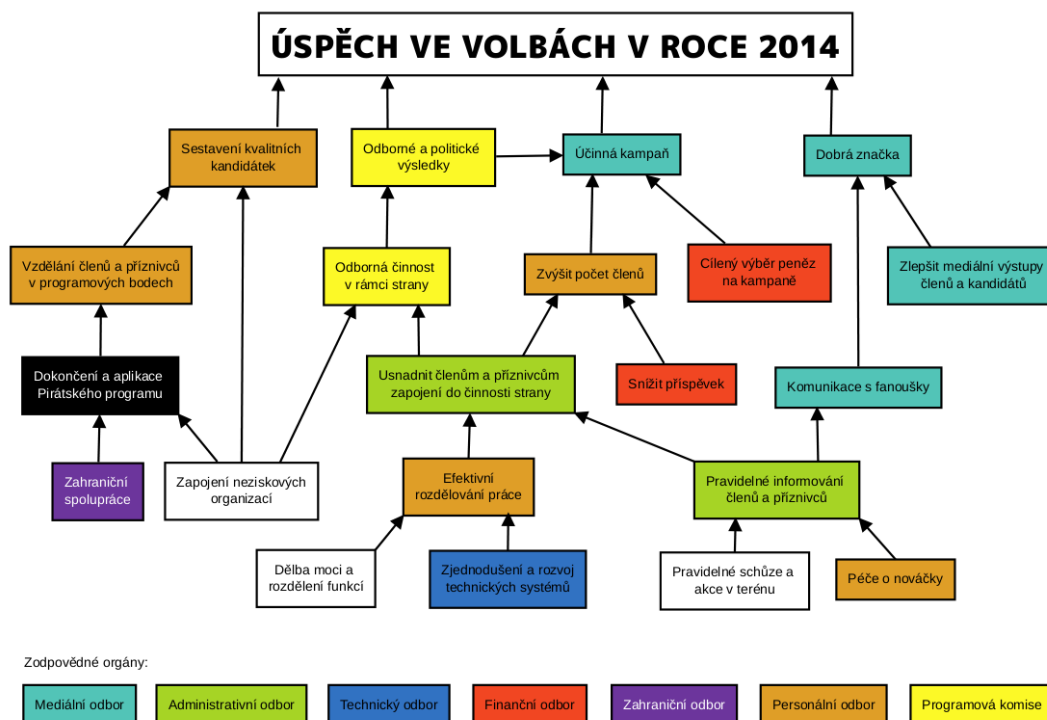 ÚSPĚCH VE VOLBÁCH V ROCE 2014
Sestavení kvalitních
kandidátek
Odborné a politické
výsledky
Účinná kampaň
Dobrá značka
Vzdělání členů a příznivců
v programových bodech
Odborná činnost
v rámci strany
Zvýšit počet členů
Cílený výběr peněz
na kampaně
Zlepšit mediální výstupy
členů a kandidátů
Dokončení a aplikace
Pirátského programu
Usnadnit členům a příznivcům
zapojení do činnosti strany
Snížit příspěvek
Komunikace s fanoušky
Zahraniční
spolupráce
Zapojení neziskových
organizací
Efektivní
rozdělování práce
Pravidelné informování
členů a příznivců
Dělba moci a
rozdělení funkcí
Zjednodušení a rozvoj
technických systémů
Pravidelné schůze a
akce v terénu
Péče o nováčky
Zodpovědné orgány:
Mediální odbor
Administrativní odbor
Technický odbor
Finanční odbor
Zahraniční odbor
Personální odbor
Programová komise